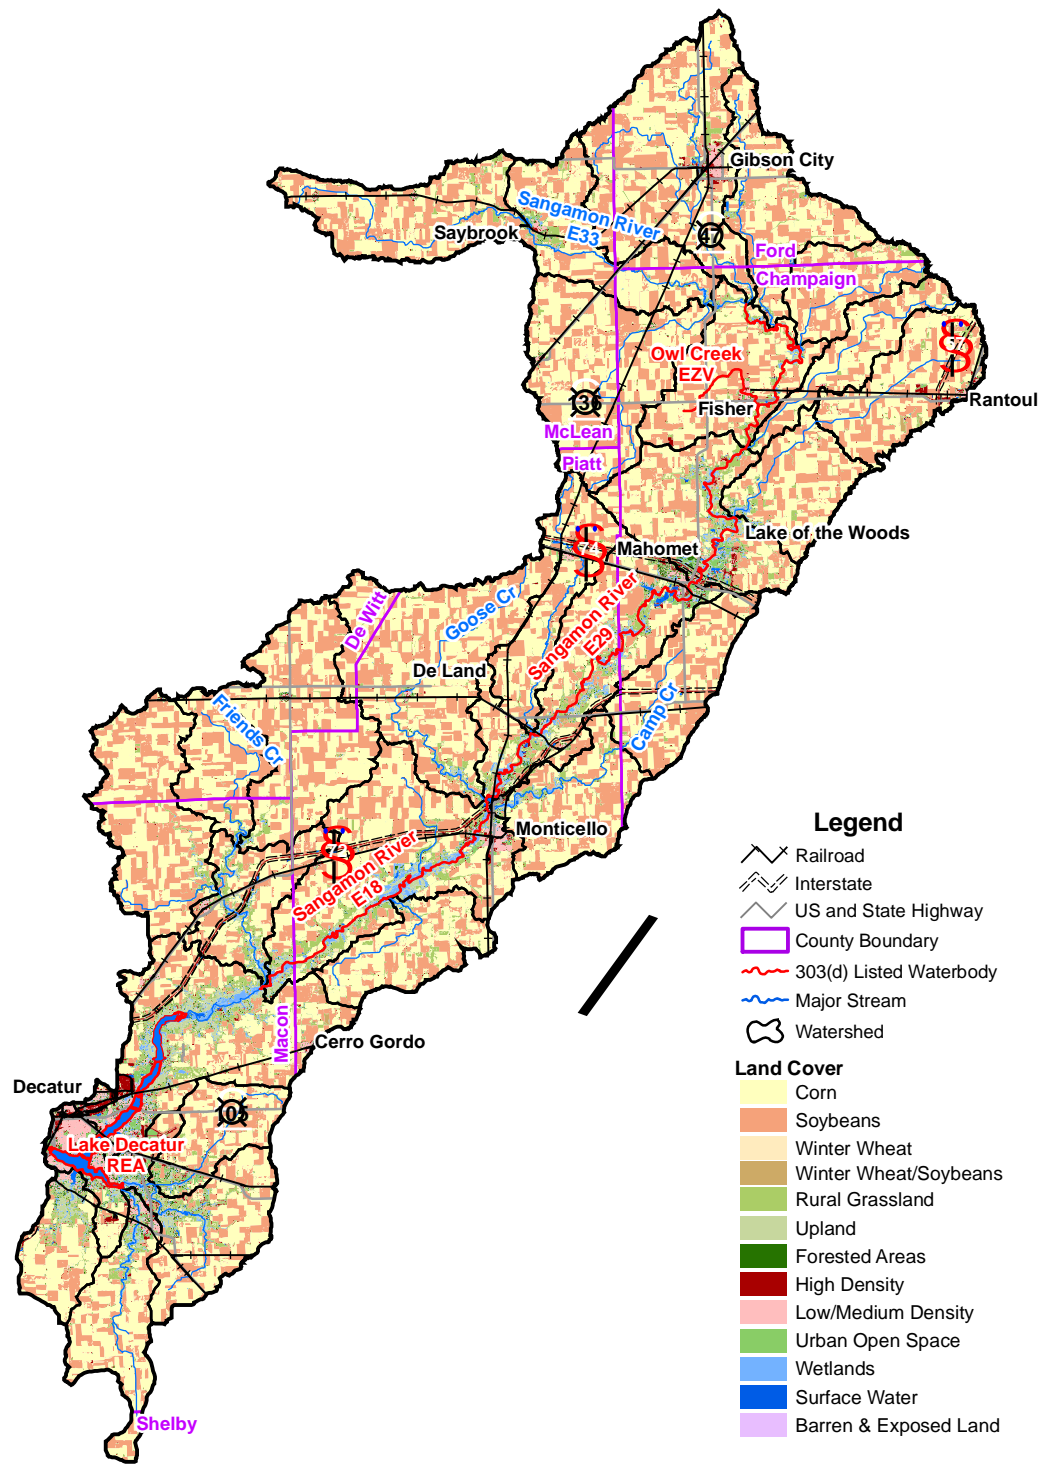 Gibson City
Sangamon River
E33
Saybrook
47
Ford
Champaign
Owl Creek
EZV
Fisher
Rantoul
136
McLean
Piatt
Lake of the Woods
Mahomet
Sangamon River
E29
De Witt
Goose Cr
De Land
Camp Cr
Friends Cr
Monticello
Sangamon River
E18
Macon
Cerro Gordo
Decatur
105
Lake Decatur
REA
Shelby
Legend
Railroad
Interstate
US and State Highway
County Boundary
303(d) Listed Waterbody
Major Stream
Watershed
Land Cover
Corn
Soybeans
Winter Wheat
Winter Wheat/Soybeans
Rural Grassland
Upland
Forested Areas
High Density
Low/Medium Density
Urban Open Space
Wetlands
Surface Water
Barren & Exposed Land